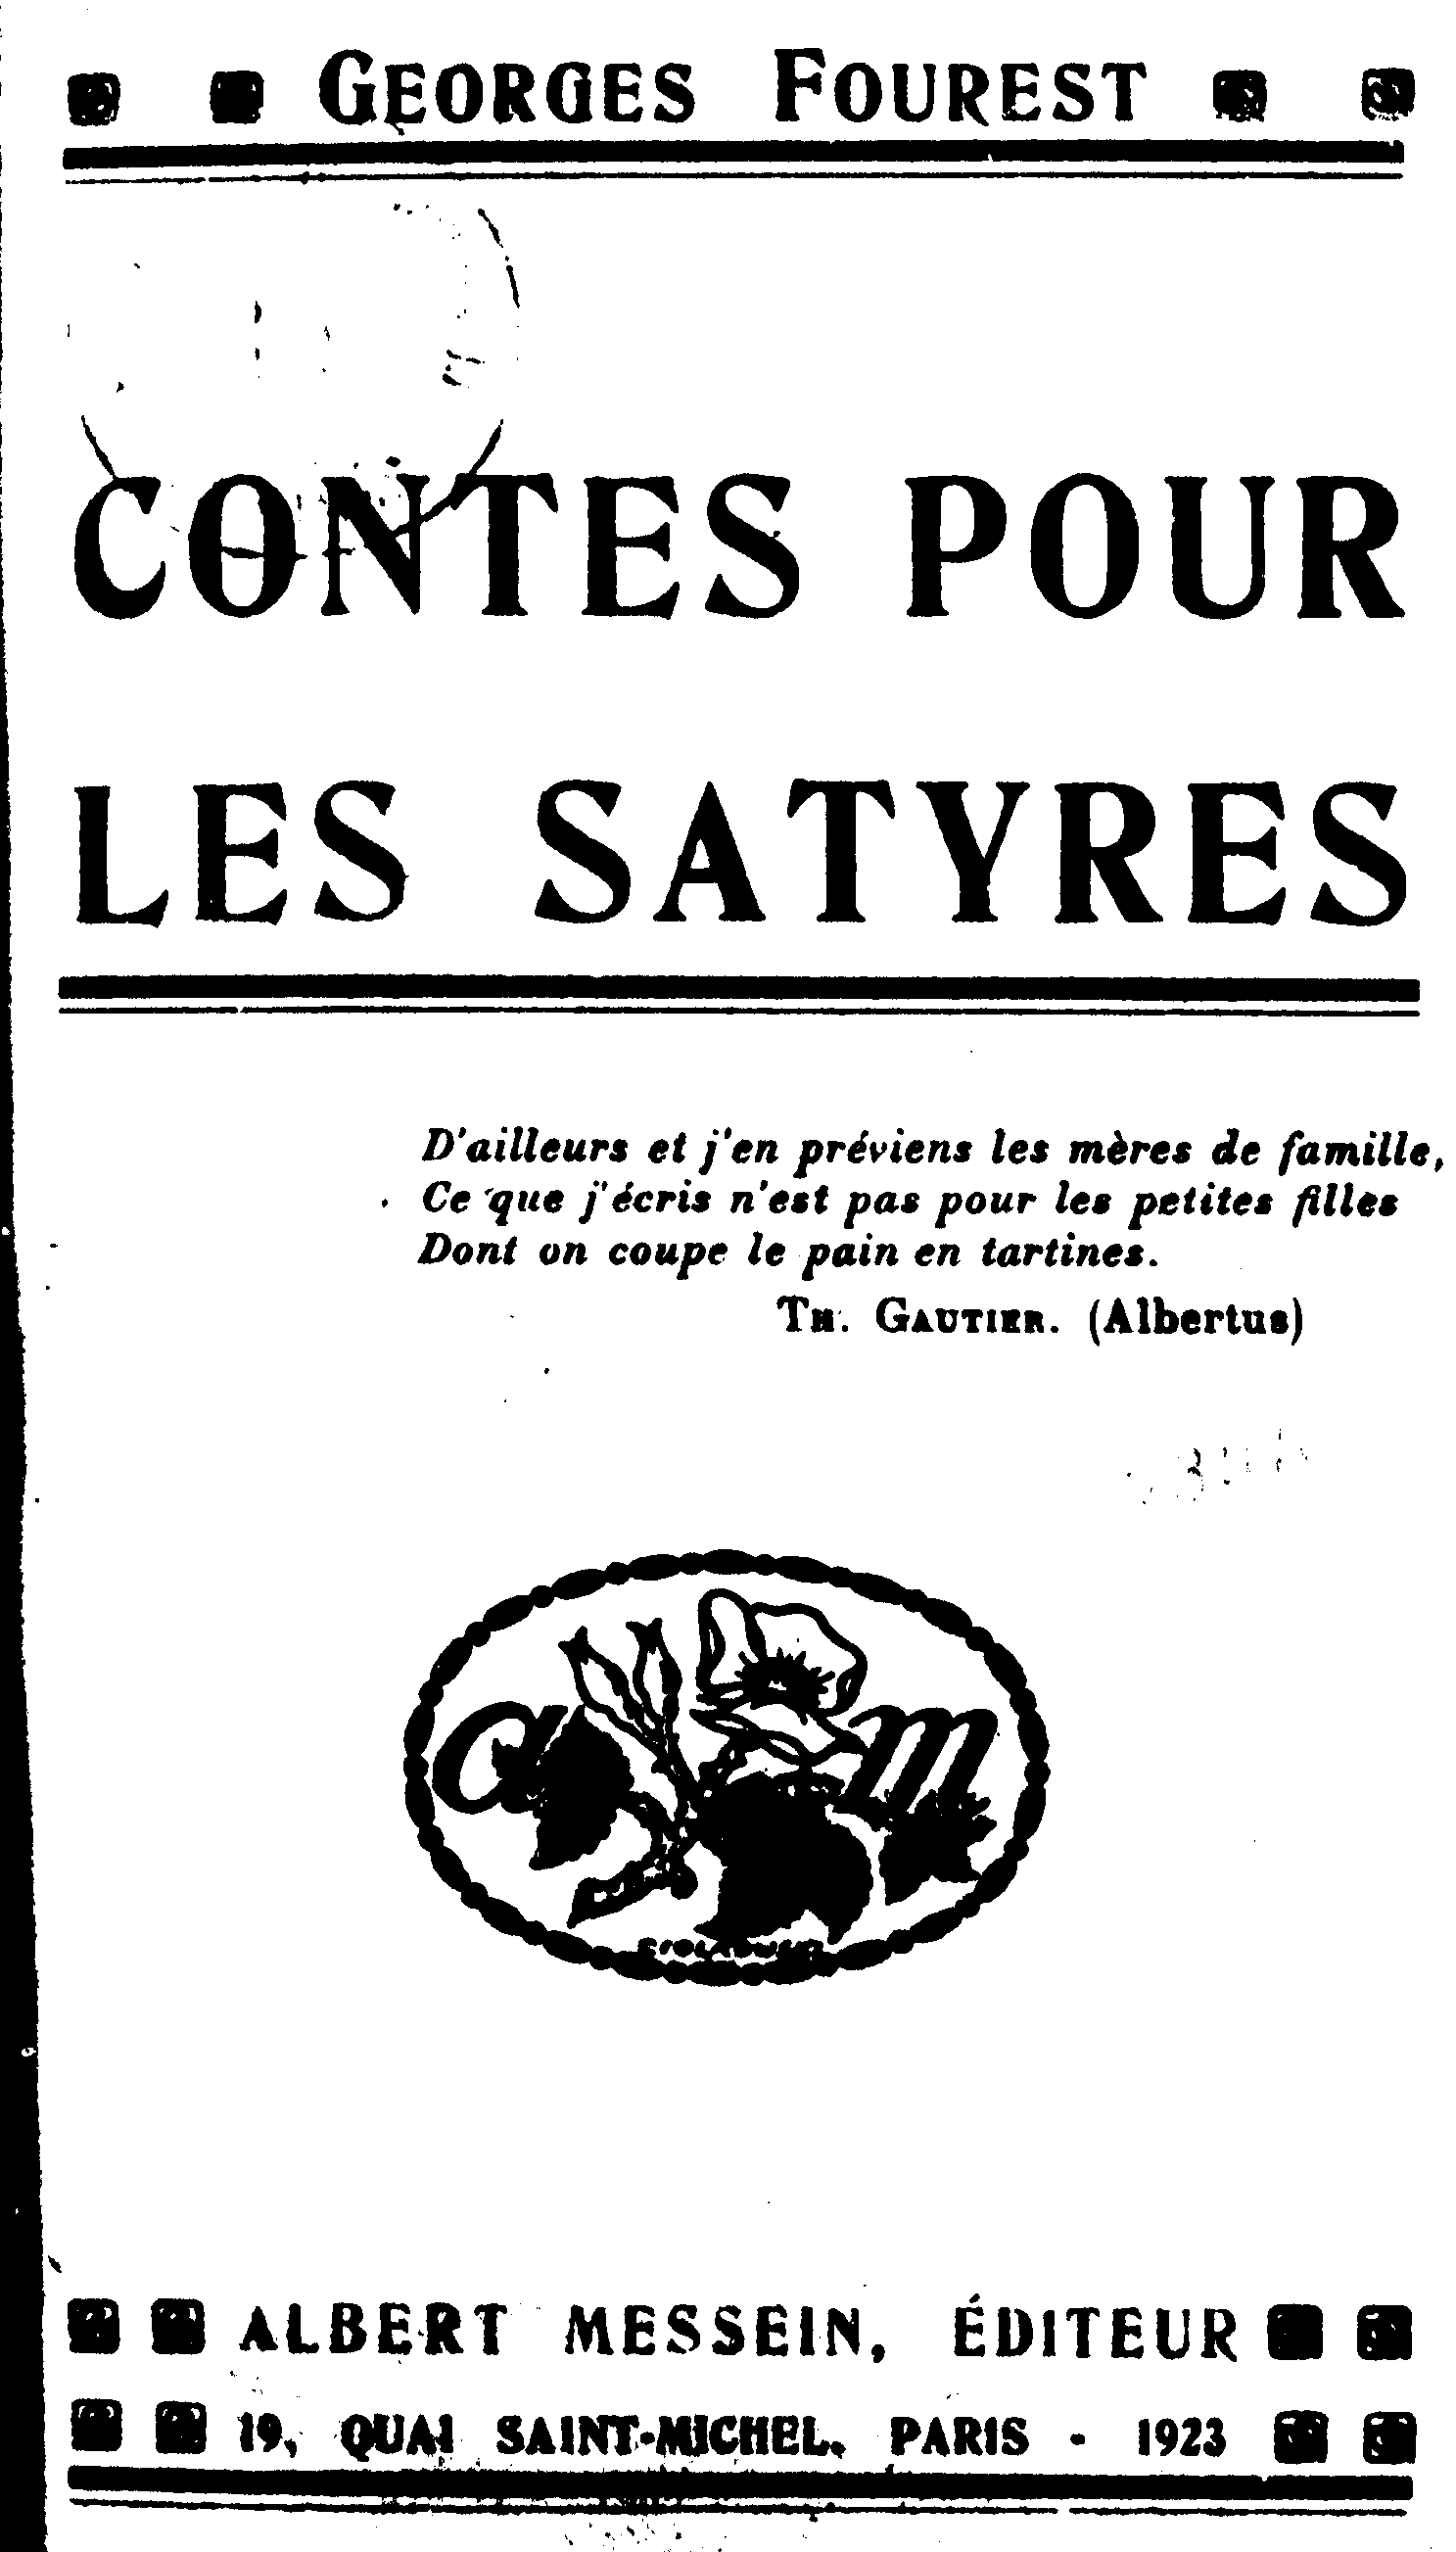 GEORGES FOUREST
CONTES POUR
LES SATYRES
D'ailleurs et j'en préviens les mères de famille,
Ce que j'écris n'est pas pour les petites filles
Dont on coupe le pain en tartines.
TH. GAUTIER. (Albertus)
a m
ALBERT MESSEIN, ÉDITEUR
19, QUAI SAINT-MICHEL, PARIS - 1923